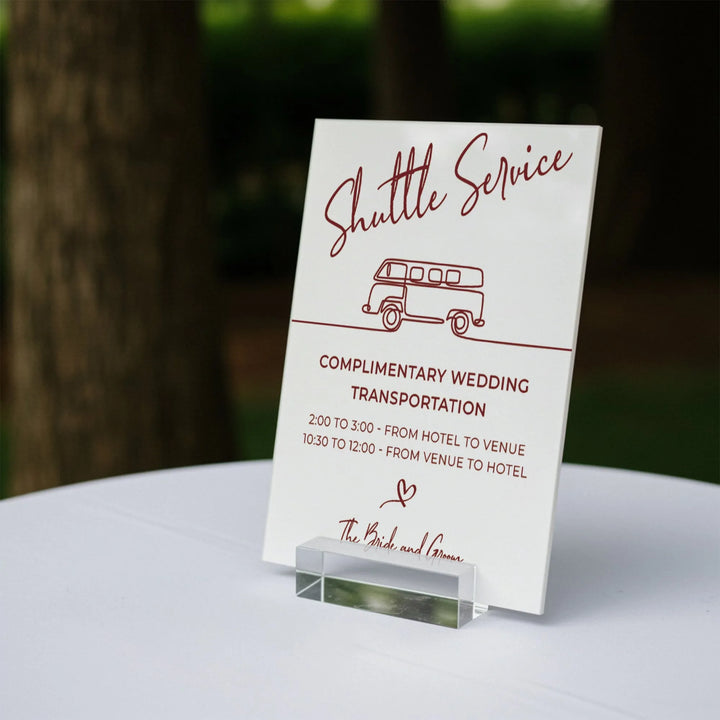 Shuttle Service
COMPLIMENTARY WEDDING
TRANSPORTATION
2:00 TO 3:00 - FROM HOTEL TO VENUE
10:30 TO 12:00 - FROM VENUE TO HOTEL
The Bride and Groom